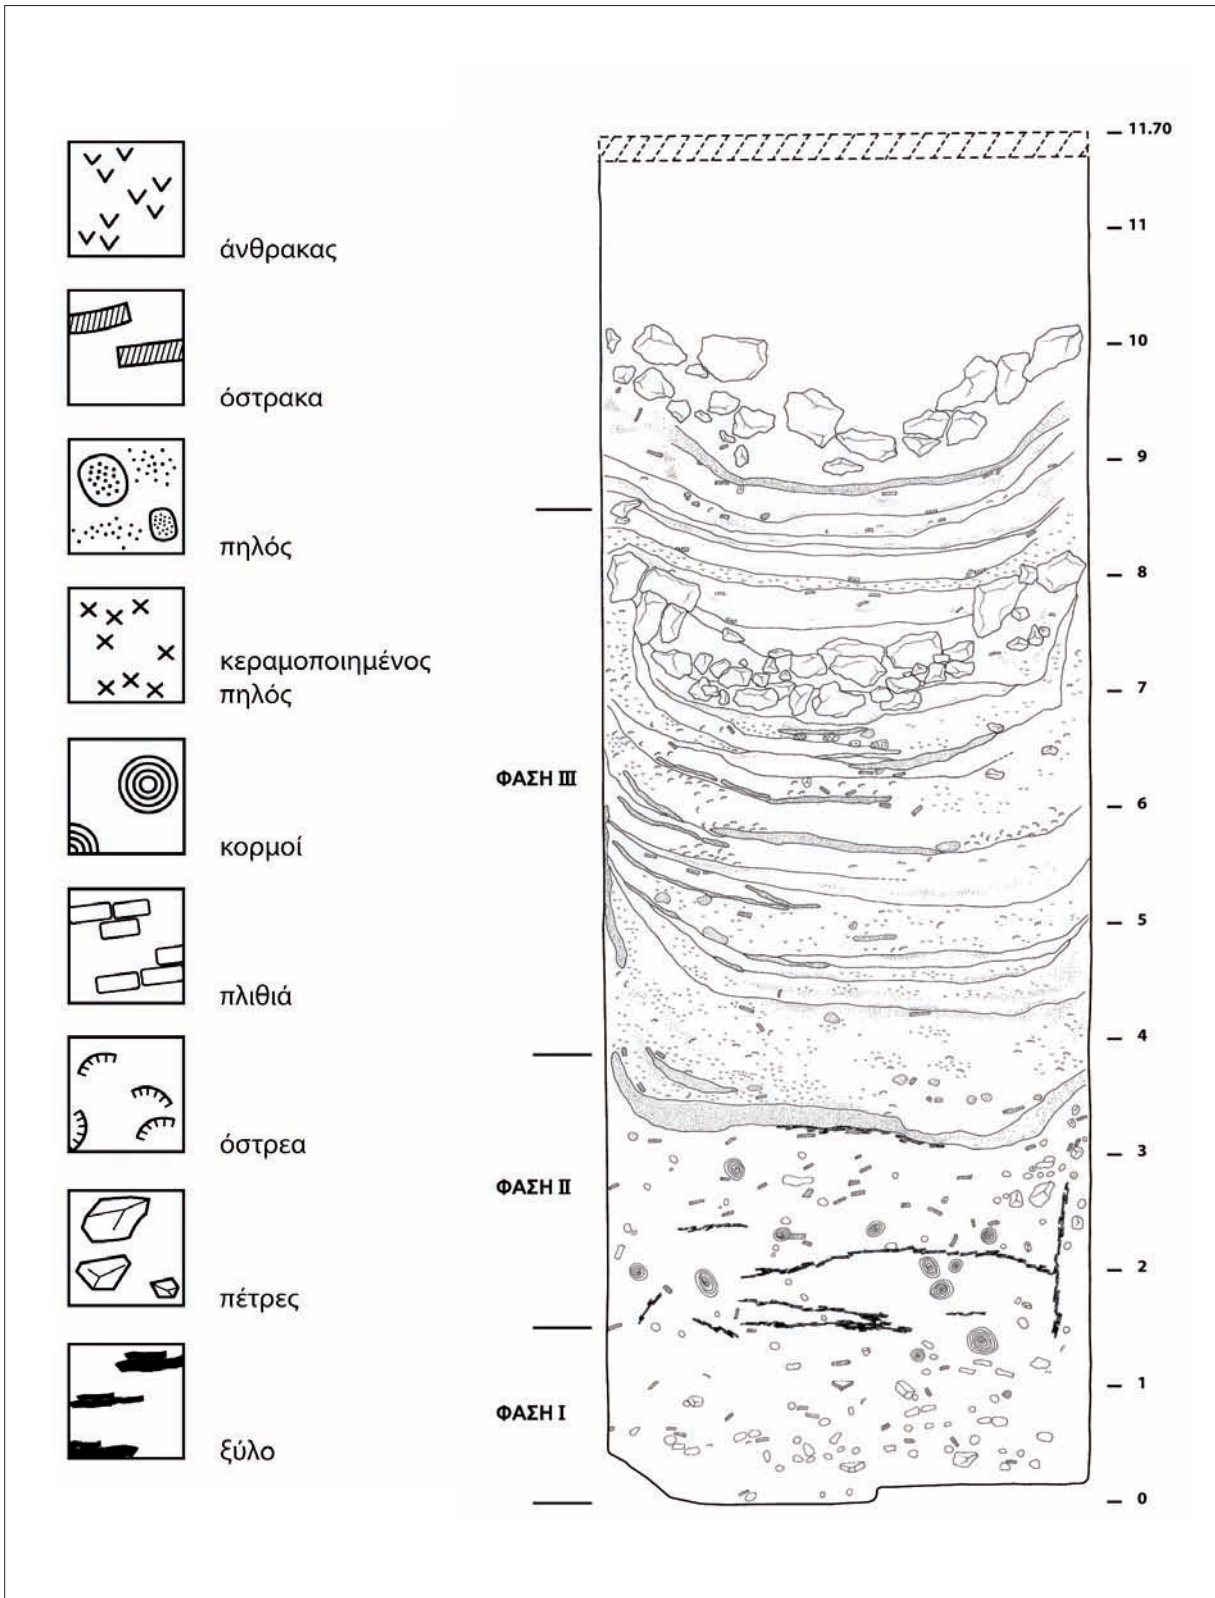 άνθρακας
όστρακα
πηλός
κεραμοποιημένος
πηλός
κορμοί
πλιθιά
όστρεα
πέτρες
ξύλο
ΦΑΣΗ III
ΦΑΣΗ II
ΦΑΣΗ I
11.70
11
10
9
8
7
6
5
4
3
2
1
0